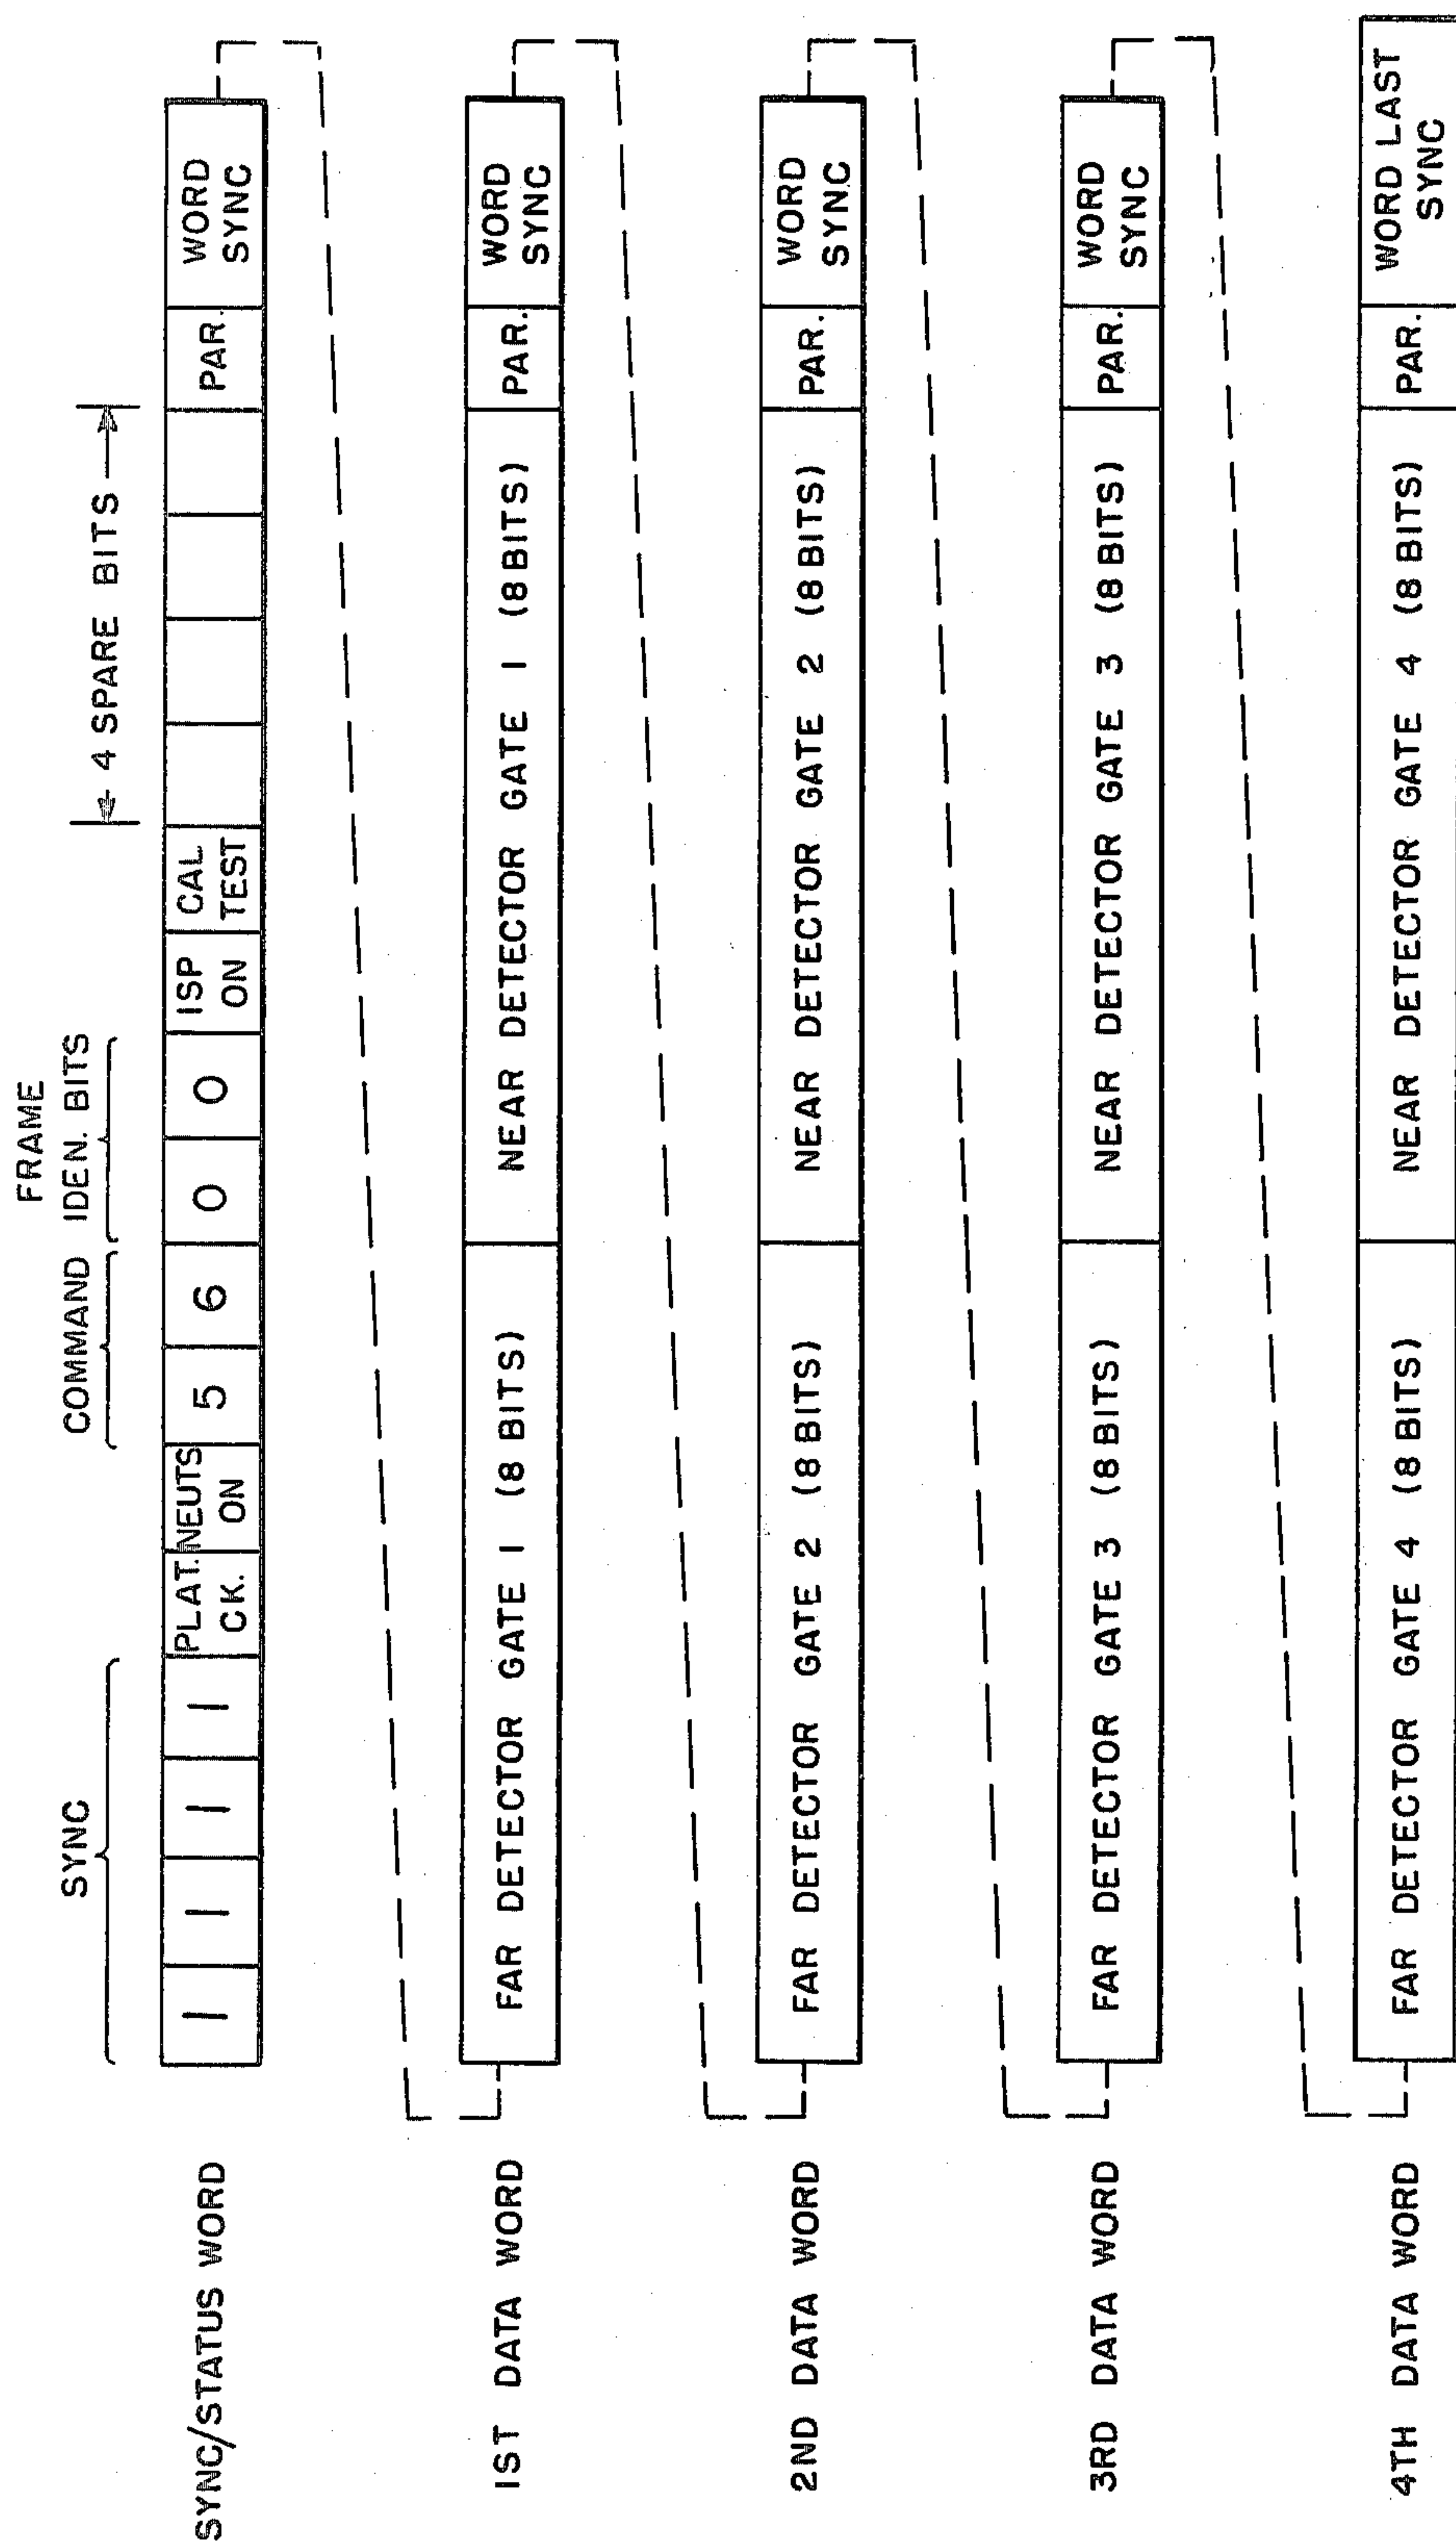 FRAME
SYNC COMMAND IDEN. BITS 4 SPARE BITS
SYNC/STATUS WORD
1 1 1 1 PLAT. CK. NEUTS ON 5 6 0 0 ISP ON CAL TEST PAR. WORD SYNC
1ST DATA WORD
FAR DETECTOR GATE 1 (8 BITS) NEAR DETECTOR GATE 1 (8 BITS) PAR. WORD SYNC
2ND DATA WORD
FAR DETECTOR GATE 2 (8 BITS) NEAR DETECTOR GATE 2 (8 BITS) PAR. WORD SYNC
3RD DATA WORD
FAR DETECTOR GATE 3 (8 BITS) NEAR DETECTOR GATE 3 (8 BITS) PAR. WORD SYNC
4TH DATA WORD
FAR DETECTOR GATE 4 (8 BITS) NEAR DETECTOR GATE 4 (8 BITS) PAR. WORD LAST SYNC